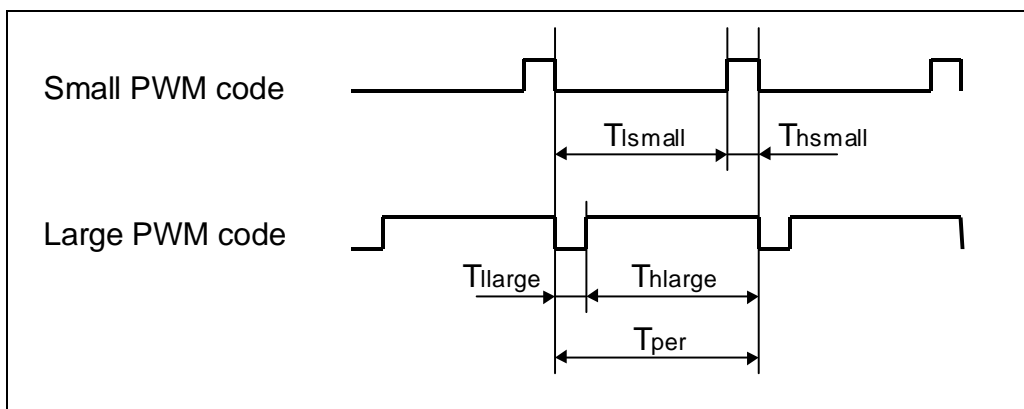 Small PWM code
Tlsmall
Thsmall
Large PWM code
Tllarge
Thlarge
Tper